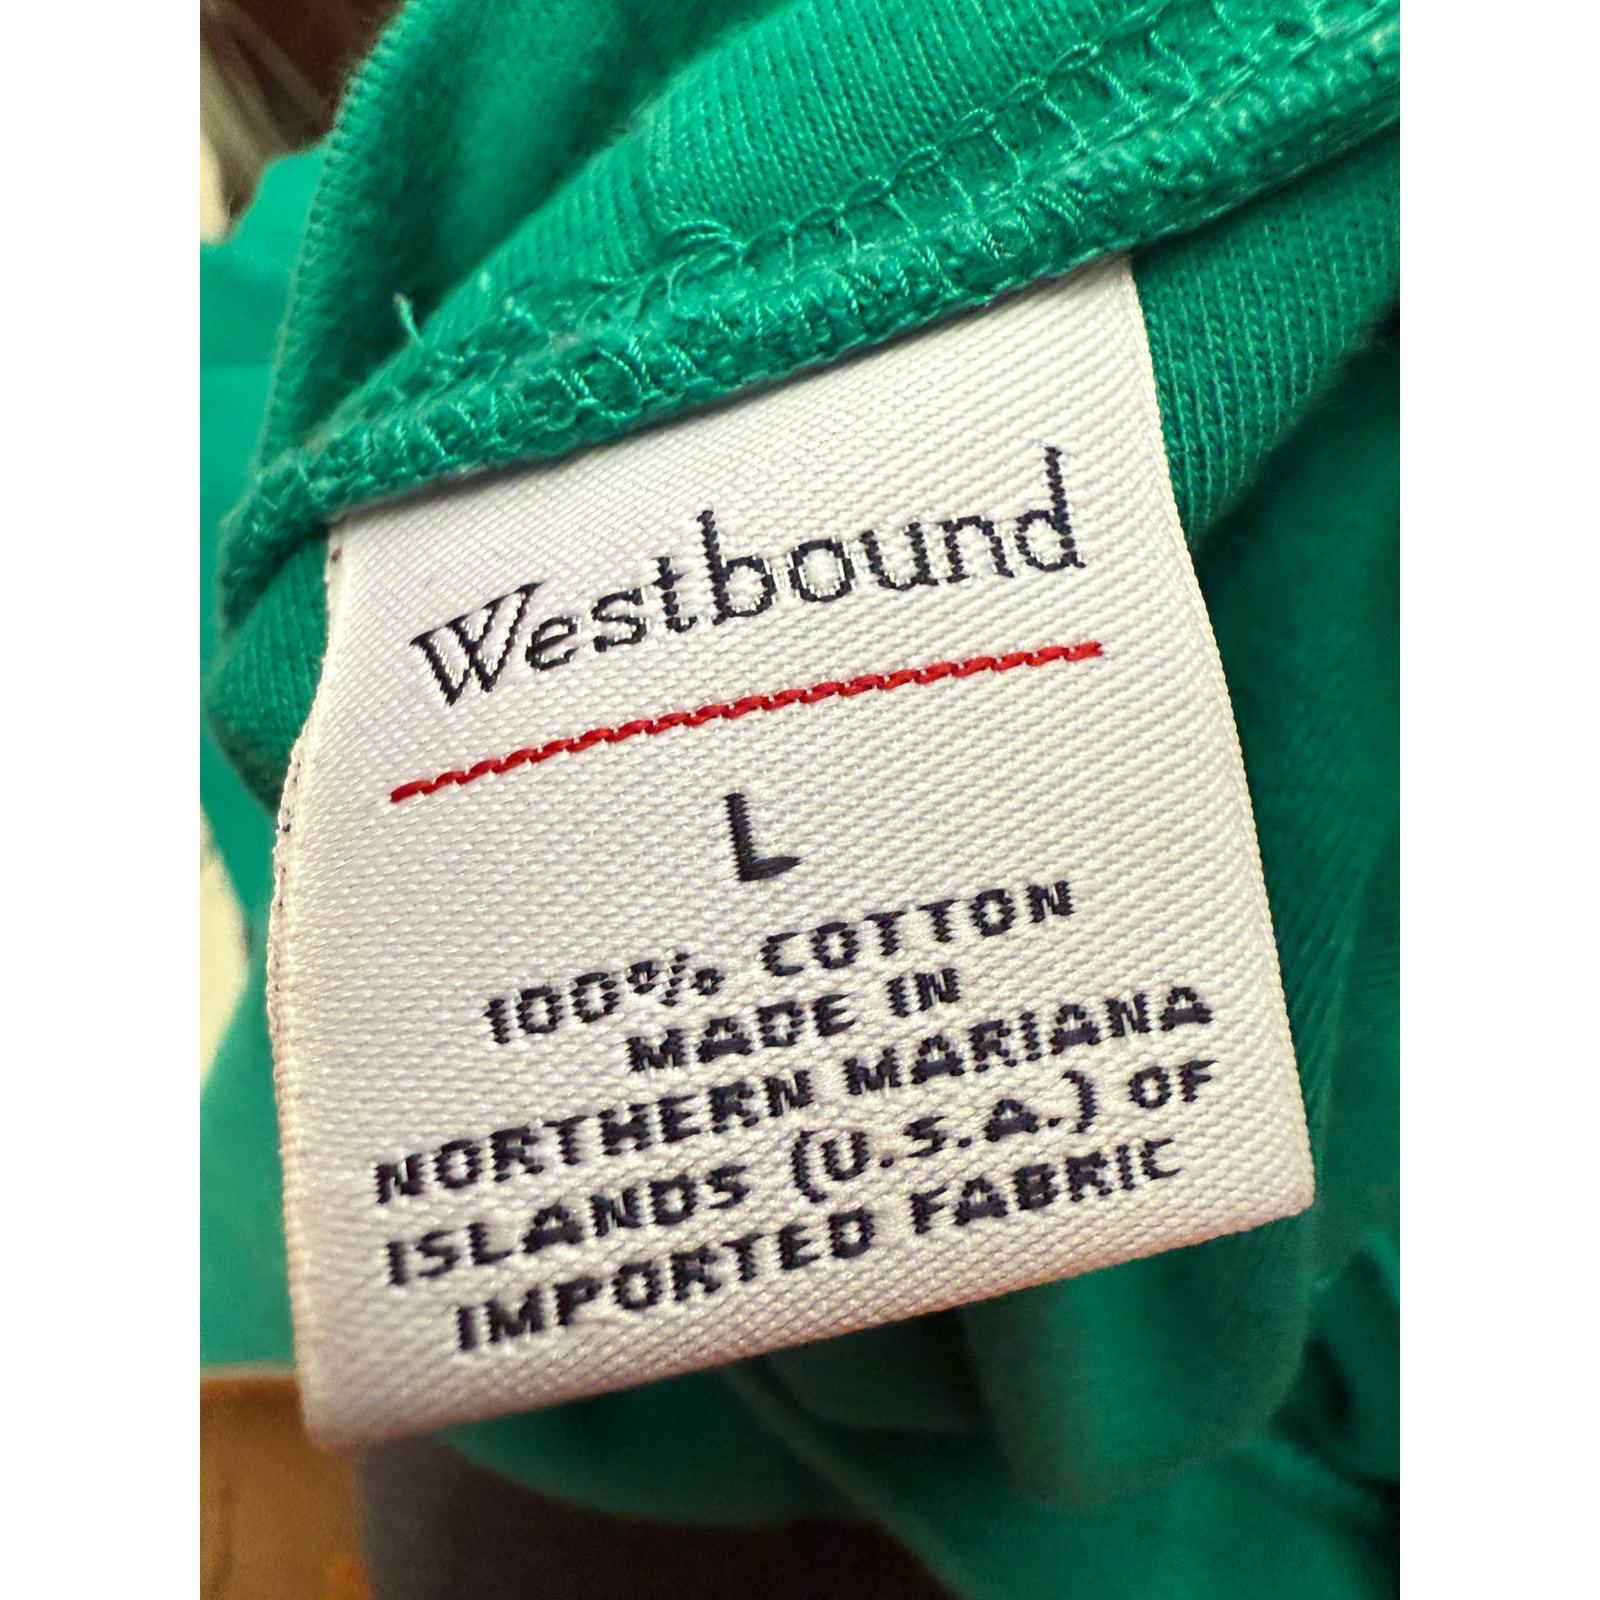 Westbound
L
100% COTTON
MADE IN
NORTHERN MARIANA
ISLANDS (U.S.A.) OF
IMPORTED FABRIC